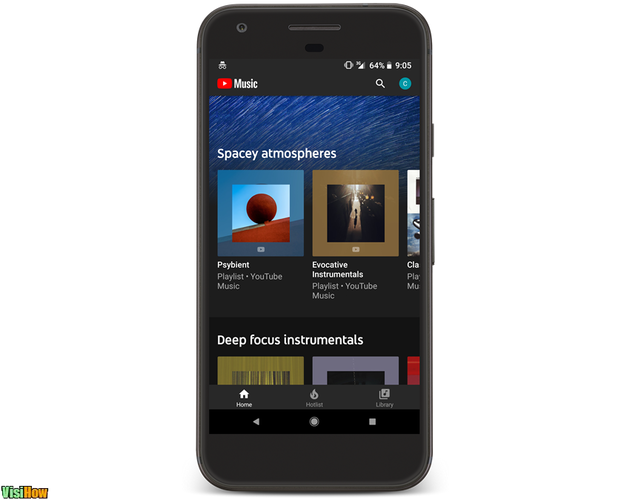 64% 9:05
Music
C
Spacey atmospheres
Psybient
Playlist • YouTube
Music
Evocative
Instrumentals
Playlist • YouTube
Music
Cla
Pla
Mu
Deep focus instrumentals
Home
Hotlist
Library
VisiHow